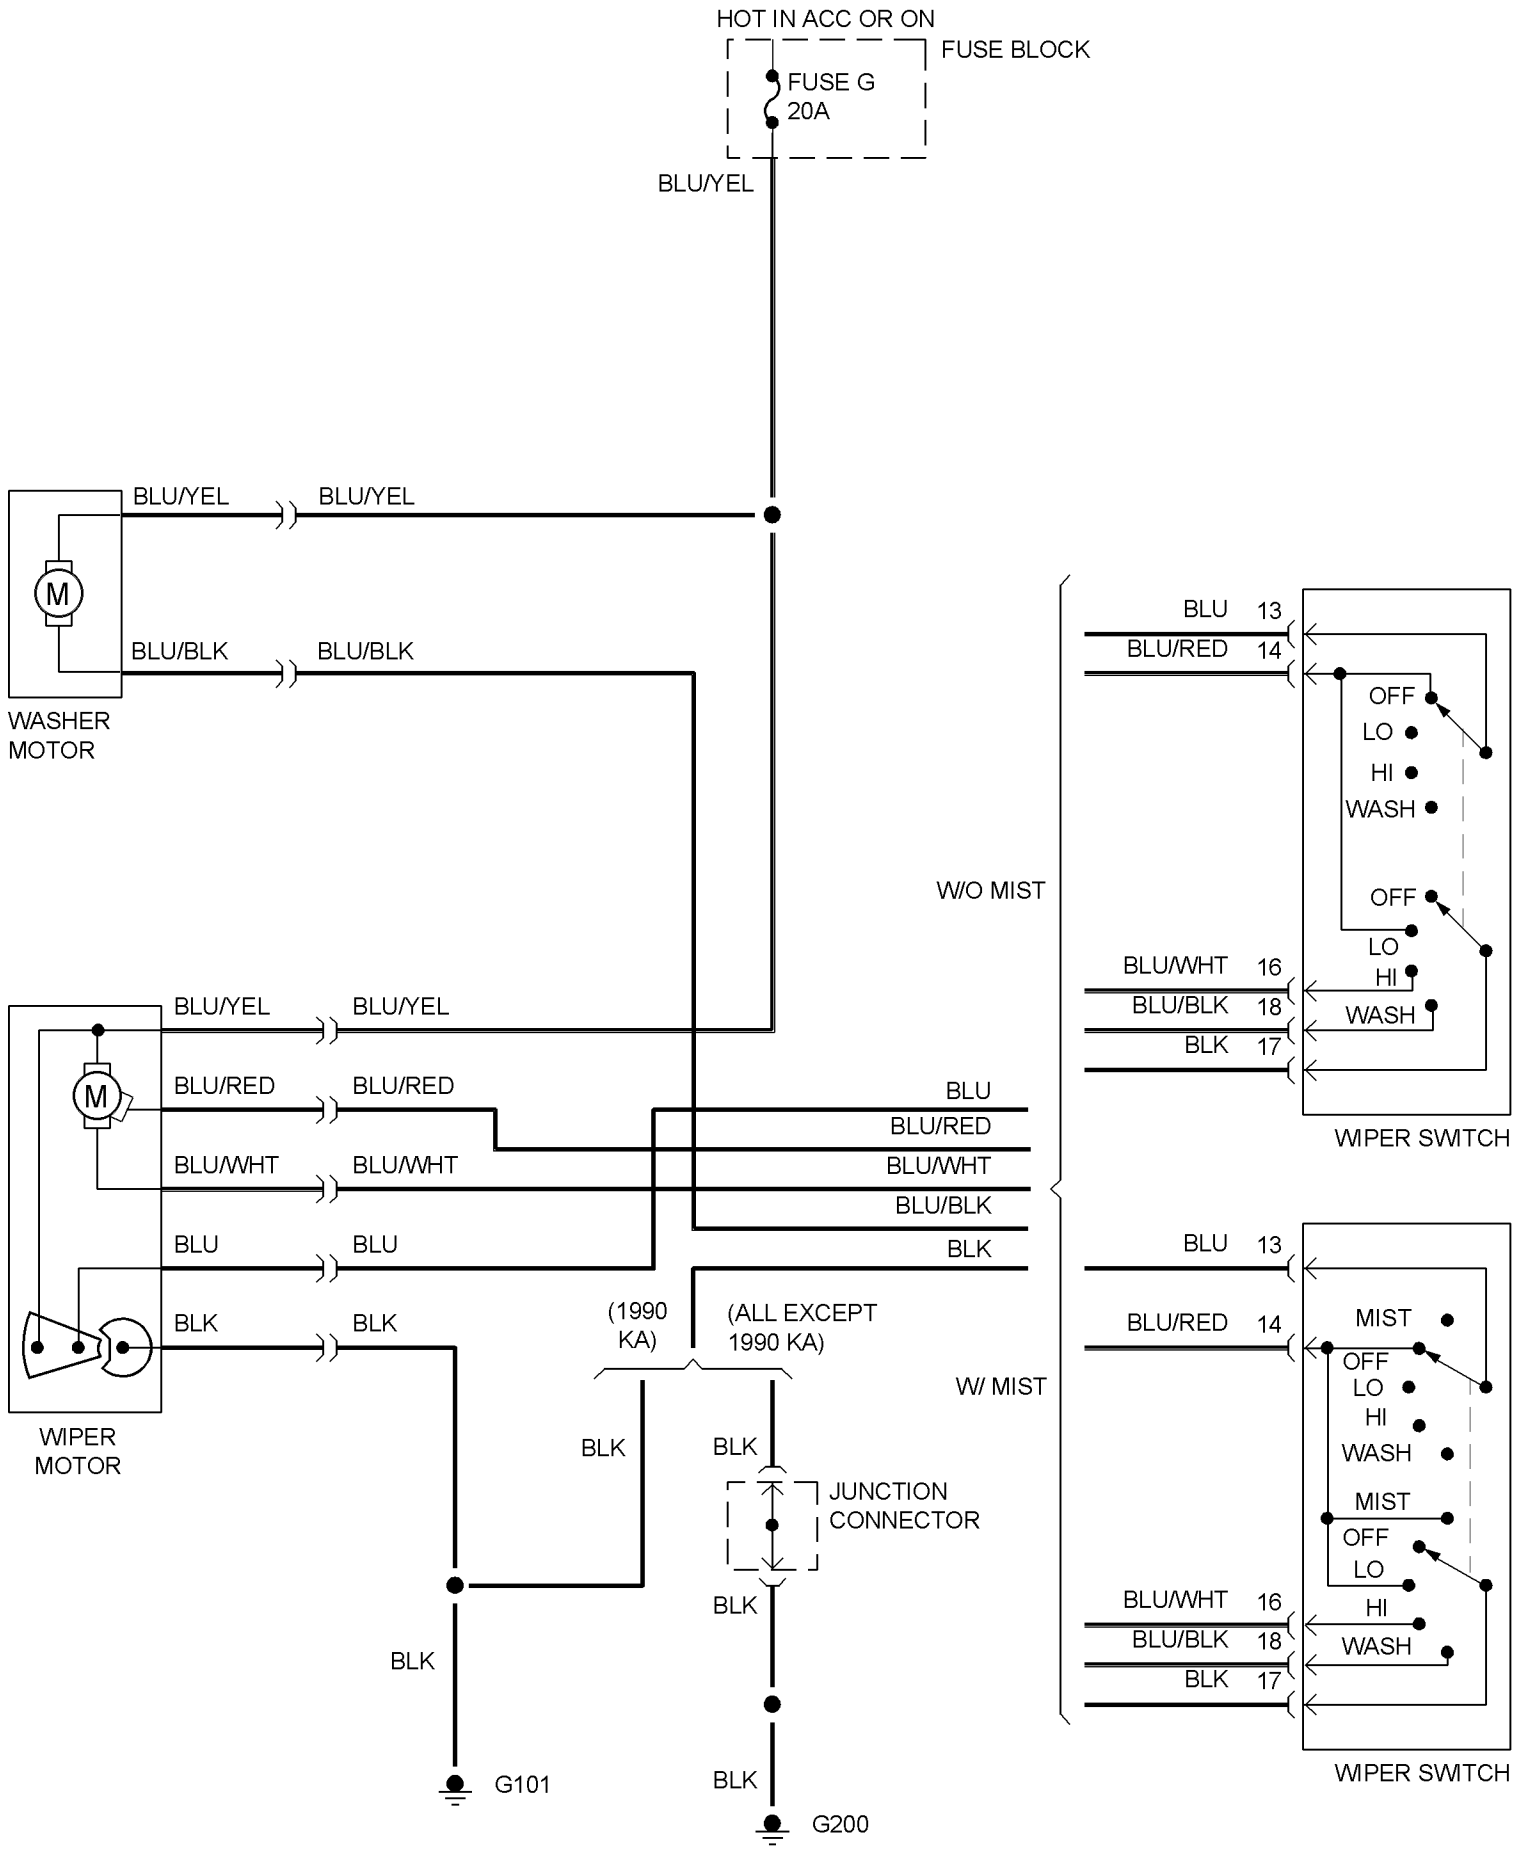 HOT IN ACC OR ON
FUSE BLOCK
FUSE G
20A
BLU/YEL
BLU/YEL
BLU/YEL
M
BLU/BLK
BLU/BLK
WASHER
MOTOR
BLU
13
BLU/RED
14
OFF
LO
HI
WASH
W/O MIST
OFF
LO
BLU/WHT
16
HI
BLU/BLK
18
WASH
BLK
17
WIPER SWITCH
BLU/YEL
BLU/YEL
M
BLU/RED
BLU/RED
BLU
BLU/RED
BLU/WHT
BLU/WHT
BLU/WHT
BLU/BLK
BLU
BLU
BLK
BLK
BLK
(1990
KA)
(ALL EXCEPT
1990 KA)
WIPER
MOTOR
W/ MIST
BLU
13
BLU/RED
14
MIST
OFF
LO
HI
WASH
MIST
OFF
LO
BLU/WHT
16
HI
BLU/BLK
18
WASH
BLK
17
WIPER SWITCH
BLK
BLK
JUNCTION
CONNECTOR
BLK
BLK
BLK
G101
G200